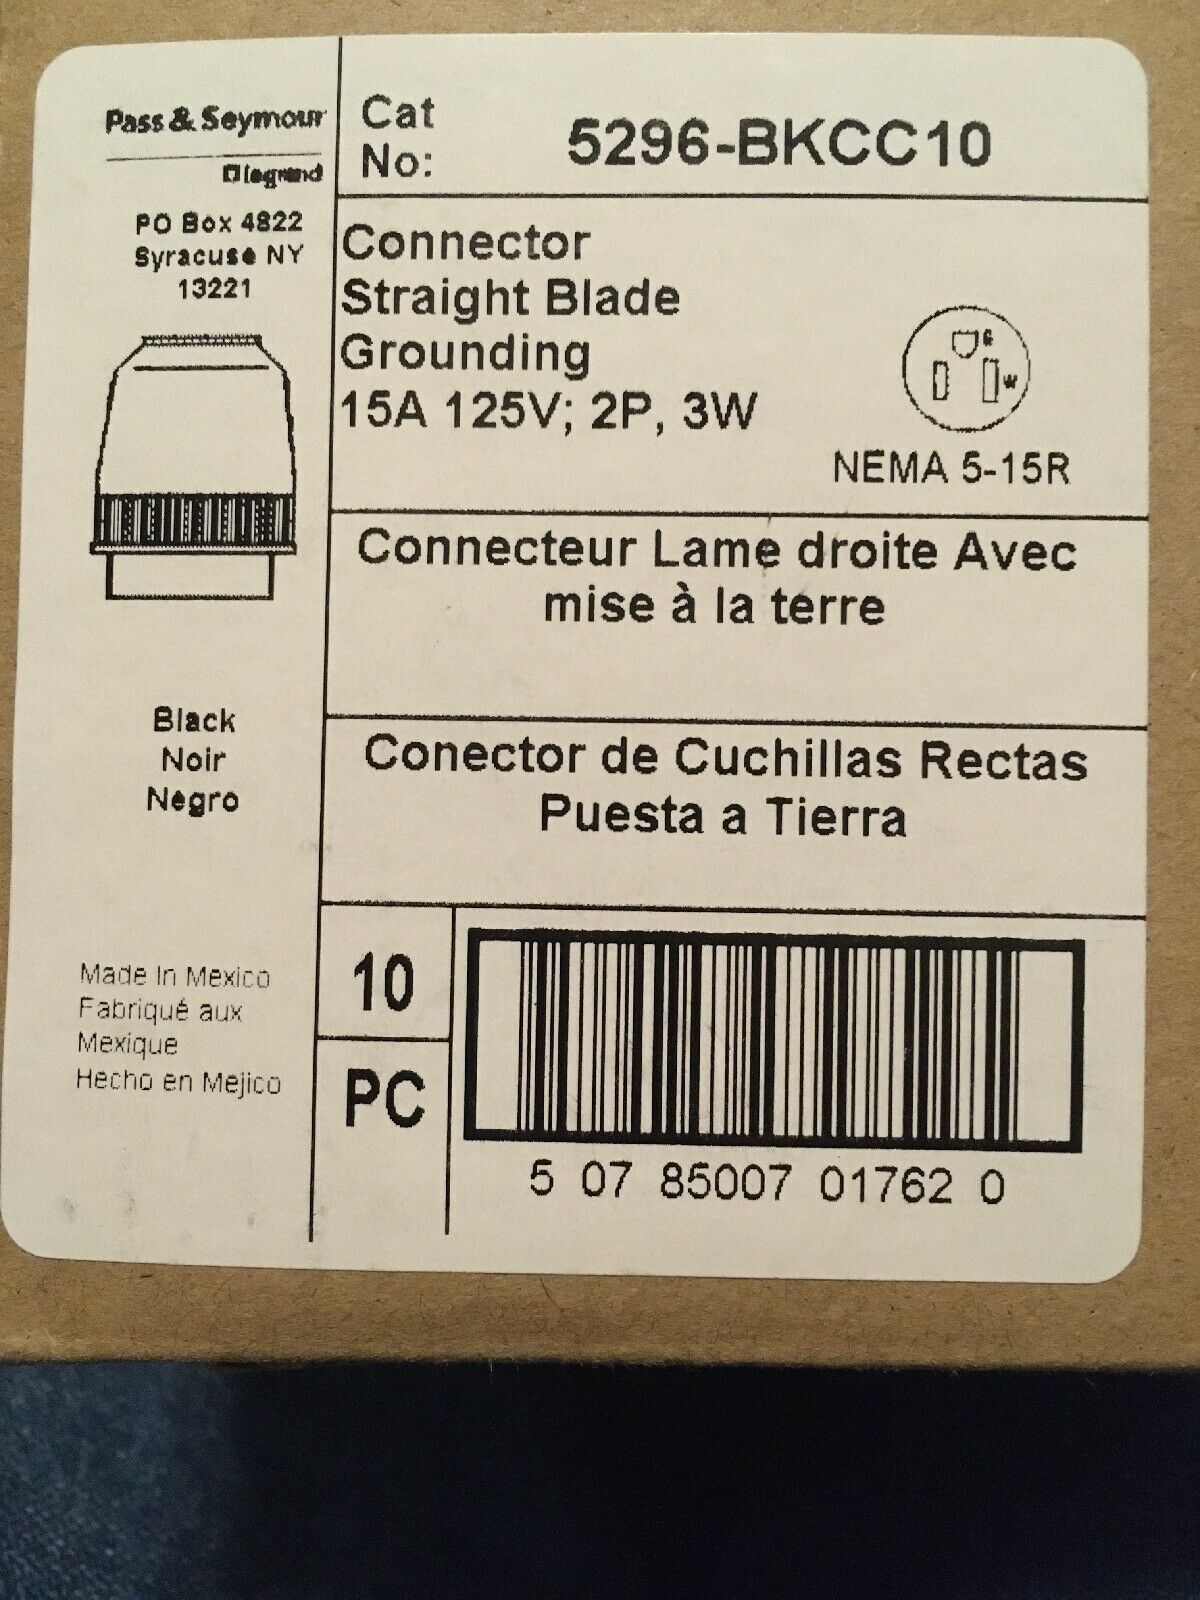 Pass & Seymour
legrand
PO Box 4822
Syracuse NY
13221
Cat
No:
5296-BKCC10
Connector
Straight Blade
Grounding
15A 125V; 2P, 3W
G
W
NEMA 5-15R
Connecteur Lame droite Avec
mise à la terre
Black
Noir
Negro
Conector de Cuchillas Rectas
Puesta a Tierra
Made In Mexico
Fabriqué aux
Mexique
Hecho en Mejico
10
PC
5 07 85007 01762 0